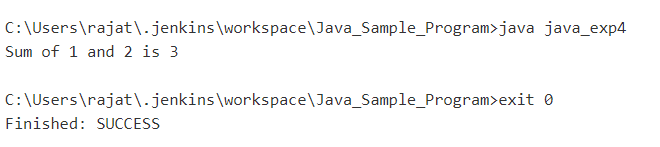 C:\Users\rajat\.jenkins\workspace\Java_Sample_Program>java java_exp4
Sum of 1 and 2 is 3
C:\Users\rajat\.jenkins\workspace\Java_Sample_Program>exit 0
Finished: SUCCESS